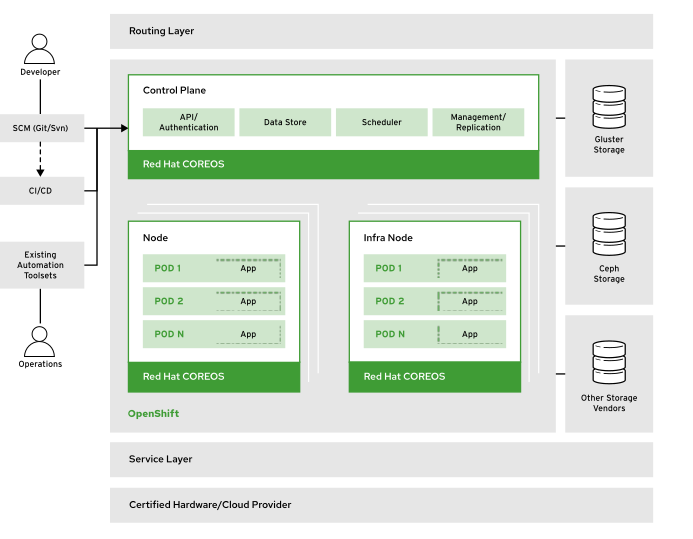 Routing Layer
Developer
SCM (Git/Svn)
CI/CD
Existing
Automation
Toolsets
Operations
Control Plane
API/
Authentication
Data Store
Scheduler
Management/
Replication
Red Hat COREOS
Node
POD 1
App
POD 2
App
POD N
App
Red Hat COREOS
Infra Node
POD 1
App
POD 2
App
POD N
App
Red Hat COREOS
OpenShift
Gluster
Storage
Ceph
Storage
Other Storage
Vendors
Service Layer
Certified Hardware/Cloud Provider